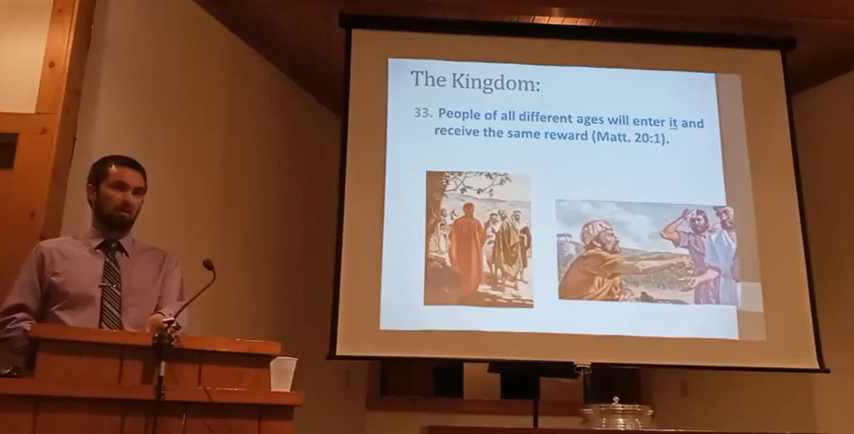 The Kingdom:
33. People of all different ages will enter it and
receive the same reward (Matt. 20:1).